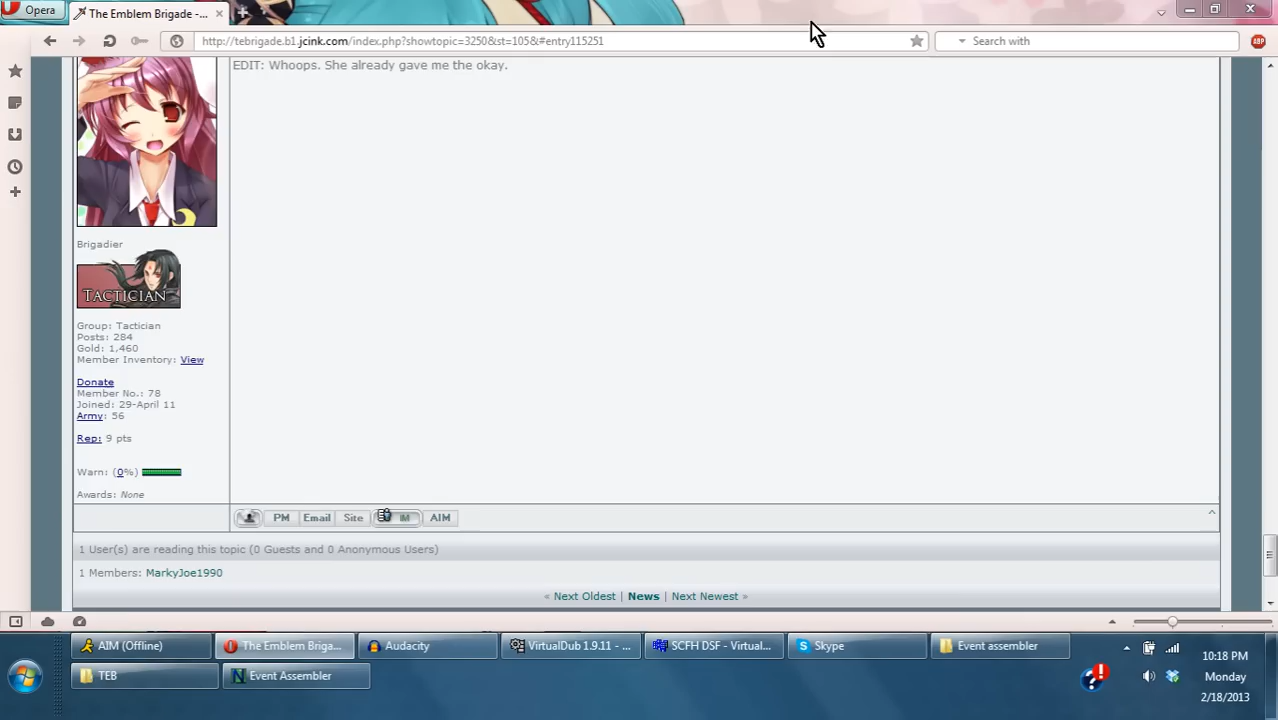 Opera
The Emblem Brigade -...
http://tebrigade.b1.jcink.com/index.php?showtopic=3250&st=105&#entry115251
Search with
ABP
EDIT: Whoops. She already gave me the okay.
Brigadier
TACTICIAN
Group: Tactician
Posts: 284
Gold: 1,460
Member Inventory: View
Donate
Member No.: 78
Joined: 29-April 11
Army: 56
Rep: 9 pts
Warn: (0%)
Awards: None
PM
Email
Site
IM
AIM
1 User(s) are reading this topic (0 Guests and 0 Anonymous Users)
1 Members: MarkyJoe1990
« Next Oldest | News | Next Newest »
AIM (Offline)
The Emblem Briga...
Audacity
VirtualDub 1.9.11 - ...
SCFH DSF - Virtual...
Skype
Event assembler
TEB
Event Assembler
10:18 PM
Monday
2/18/2013